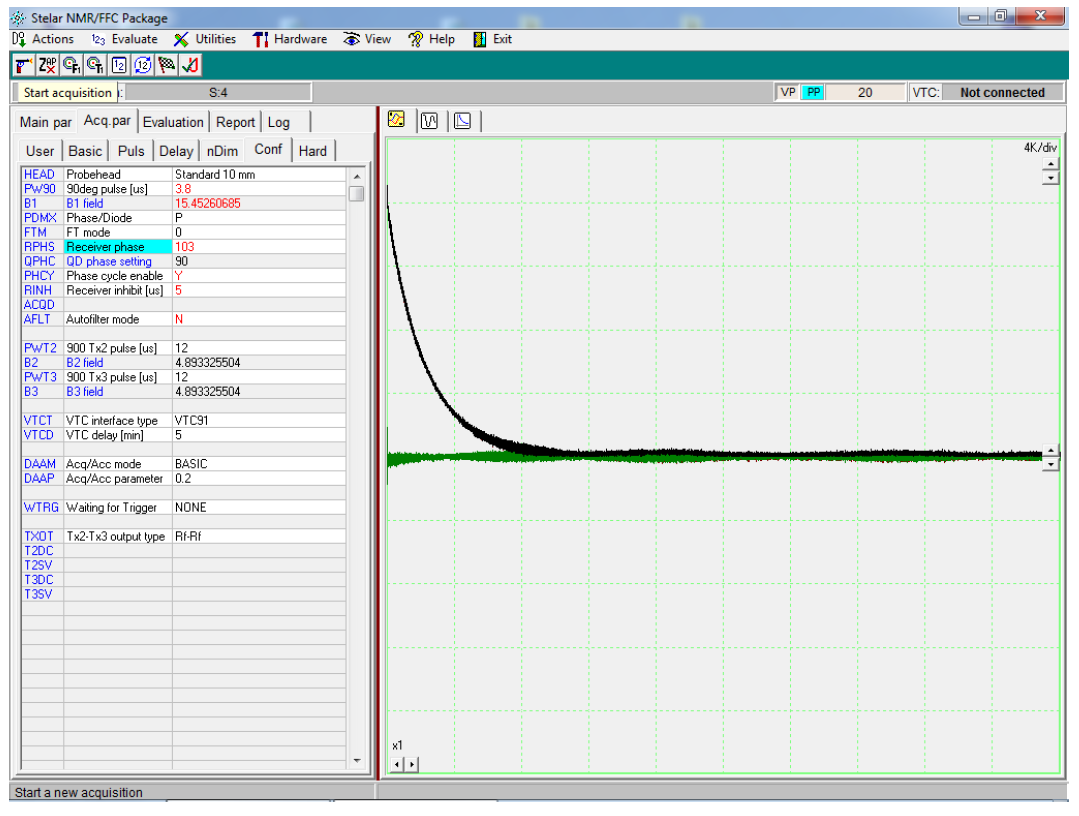 Stelar NMR/FFC Package
Actions Evaluate Utilities Hardware View Help Exit
Start acquisition S:4 VP PP 20 VTC: Not connected
Main par Acq.par Evaluation Report Log
User Basic Puls Delay nDim Conf Hard
4K/div
HEAD Probehead Standard 10 mm
PW90 90deg pulse [us] 3.8
B1 B1 field 15.45260685
PDMX Phase/Diode P
FTM FT mode 0
RPHS Receiver phase 103
QPHC QD phase setting 90
PHCY Phase cycle enable Y
RINH Receiver inhibit [us] 5
ACQD
AFLT Autofilter mode N
PWT2 900 Tx2 pulse [us] 12
B2 B2 field 4.893325504
PWT3 900 Tx3 pulse [us] 12
B3 B3 field 4.893325504
VTCT VTC interface type VTC91
VTCD VTC delay [min] 5
DAAM Acq/Acc mode BASIC
DAAP Acq/Acc parameter 0.2
WTRG Waiting for Trigger NONE
TXOT Tx2-Tx3 output type Rf-Rf
T2DC
T2SV
T3DC
T3SV
x1
Start a new acquisition